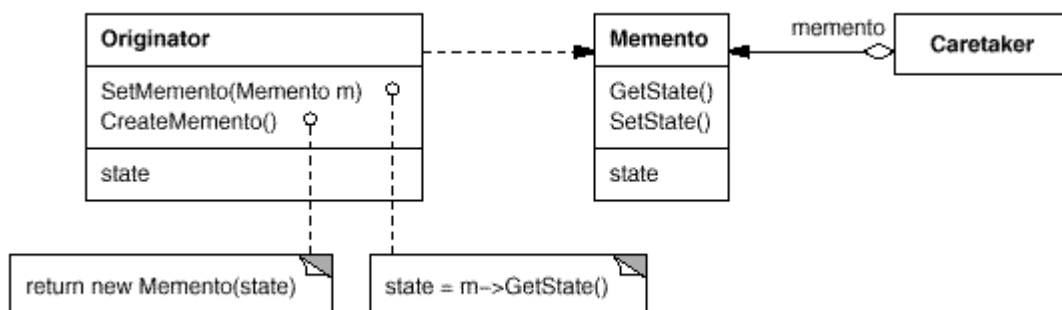 Originator
SetMemento(Memento m)
CreateMemento()
state
Memento
GetState()
SetState()
state
memento
Caretaker
return new Memento(state)
state = m->GetState()